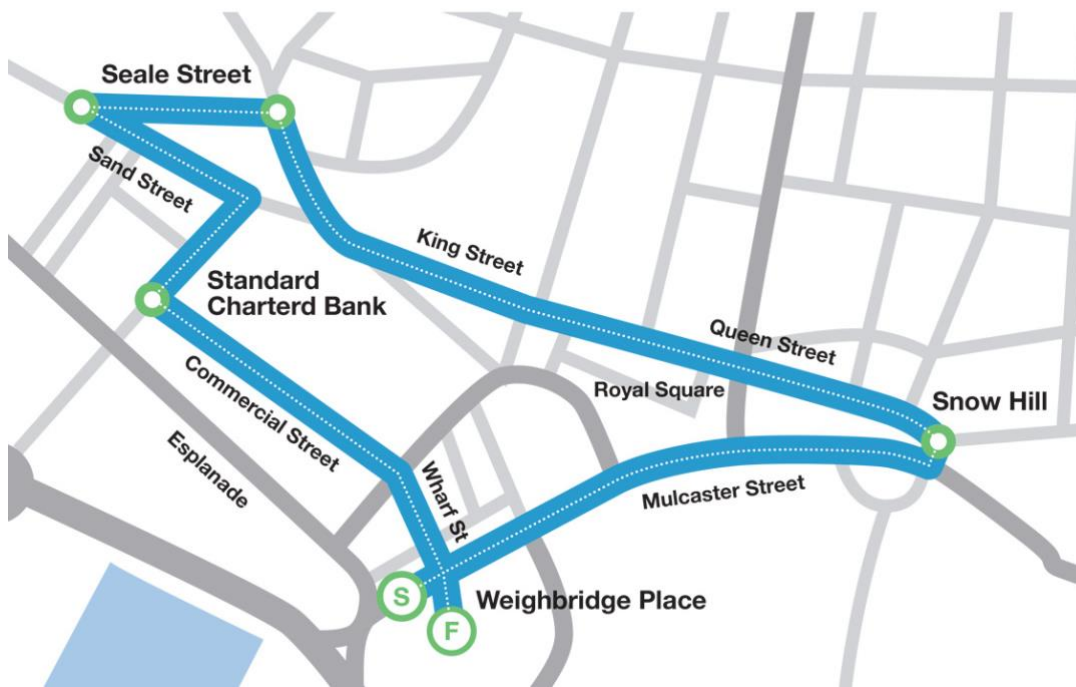 Seale Street
Sand Street
King Street
Standard
Charterd Bank
Queen Street
Royal Square
Snow Hill
Commercial Street
Esplanade
Wharf St
Mulcaster Street
S
Weighbridge Place
F